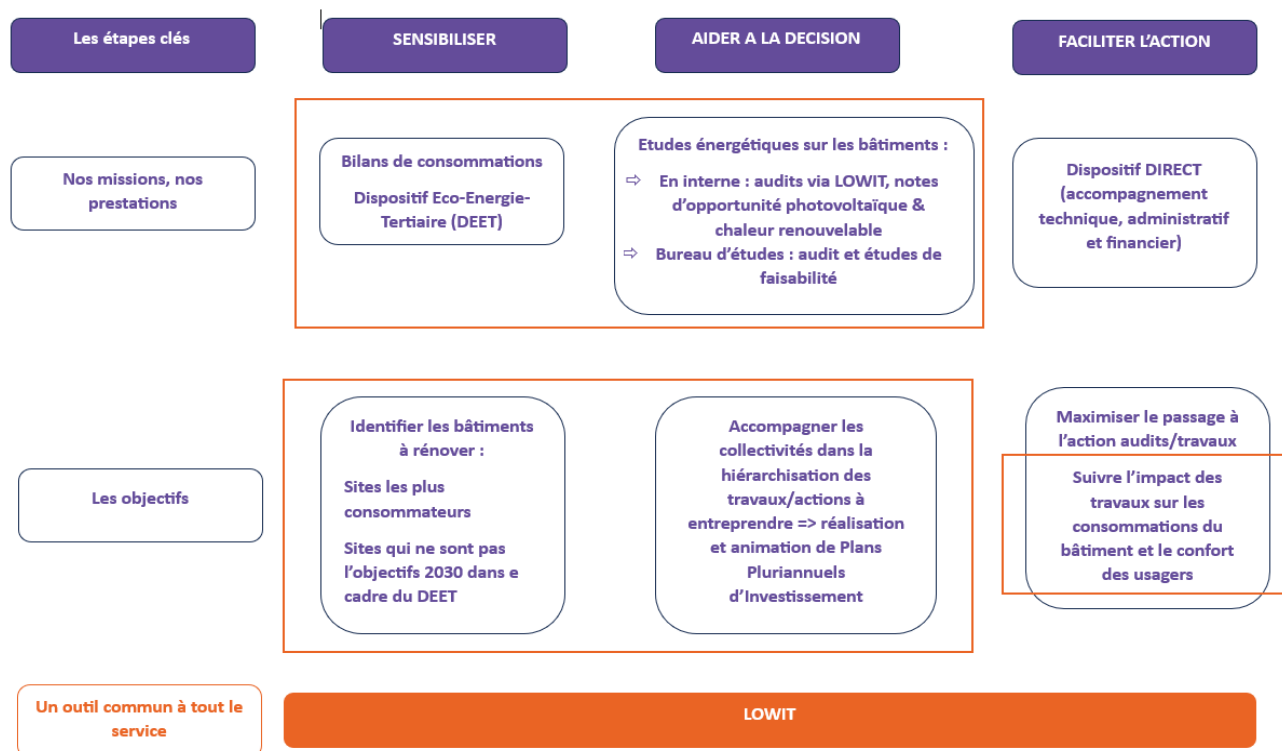 Les étapes clés
SENSIBILISER
AIDER A LA DECISION
FACILITER L'ACTION
Nos missions, nos
prestations
Bilans de consommations
Dispositif Eco-Energie-
Tertiaire (DEET)
Etudes énergétiques sur les bâtiments :
⇨ En interne : audits via LOWIT, notes
d'opportunité photovoltaïque &
chaleur renouvelable
⇨ Bureau d'études : audit et études de
faisabilité
Dispositif DIRECT
(accompagnement
technique, administratif
et financier)
Les objectifs
Identifier les bâtiments
à rénover :
Sites les plus
consommateurs
Sites qui ne sont pas
l'objectifs 2030 dans e
cadre du DEET
Accompagner les
collectivités dans la
hiérarchisation des
travaux/actions à
entreprendre => réalisation
et animation de Plans
Pluriannuels
d'Investissement
Maximiser le passage à
l'action audits/travaux
Suivre l'impact des
travaux sur les
consommations du
bâtiment et le confort
des usagers
Un outil commun à tout le
service
LOWIT